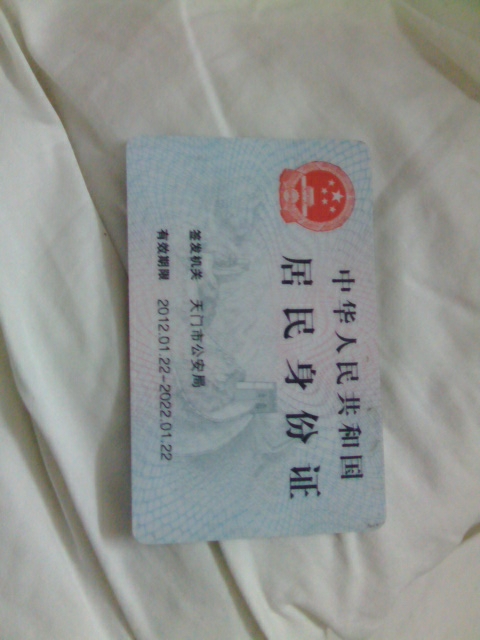 中华人民共和国
居民身份证
签发机关 天门市公安局
有效期限 2012.01.22-2022.01.22